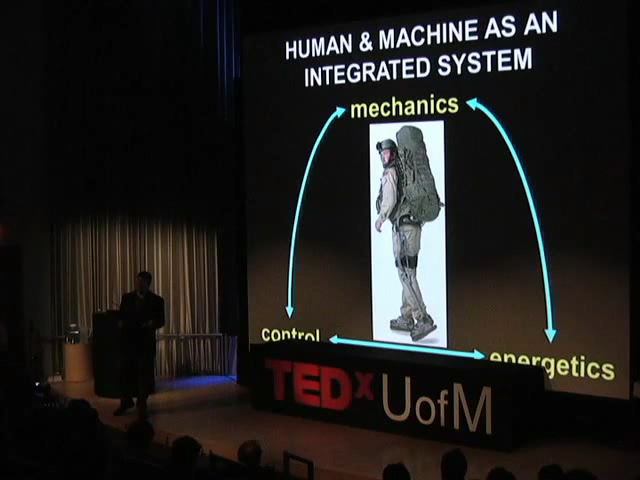 HUMAN & MACHINE AS AN
INTEGRATED SYSTEM
mechanics
control
energetics
TEDx UofM